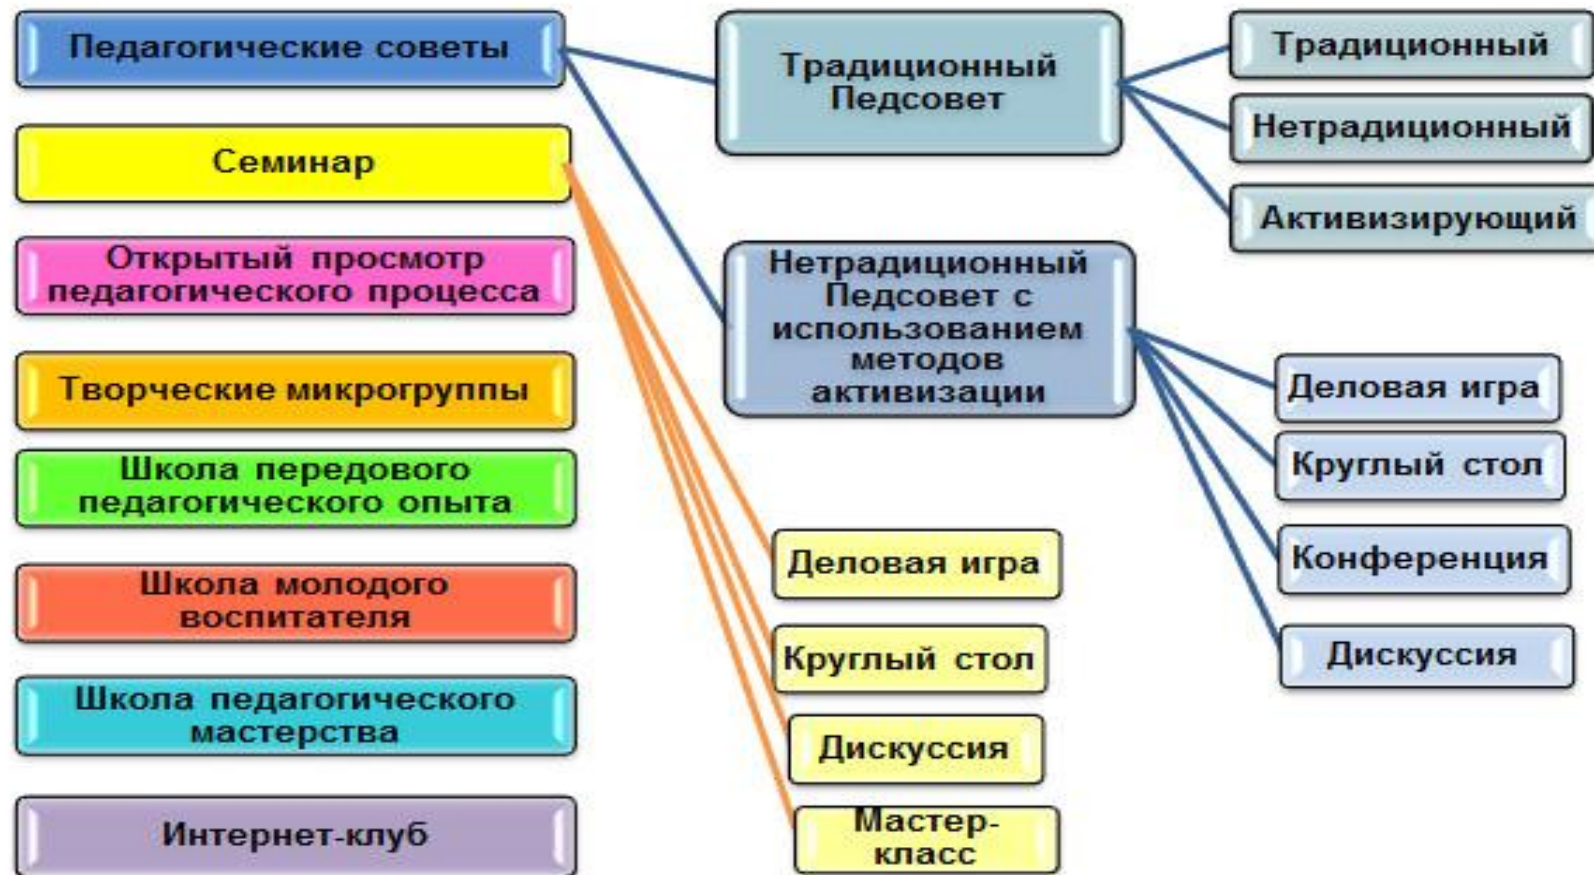 Педагогические советы
Семинар
Открытый просмотр
педагогического процесса
Творческие микрогруппы
Школа передового
педагогического опыта
Школа молодого
воспитателя
Школа педагогического
мастерства
Интернет-клуб
Традиционный
Педсовет
Нетрадиционный
Педсовет с
использованием
методов
активизации
Деловая игра
Круглый стол
Дискуссия
Мастер-
класс
Традиционный
Нетрадиционный
Активизирующий
Деловая игра
Круглый стол
Конференция
Дискуссия